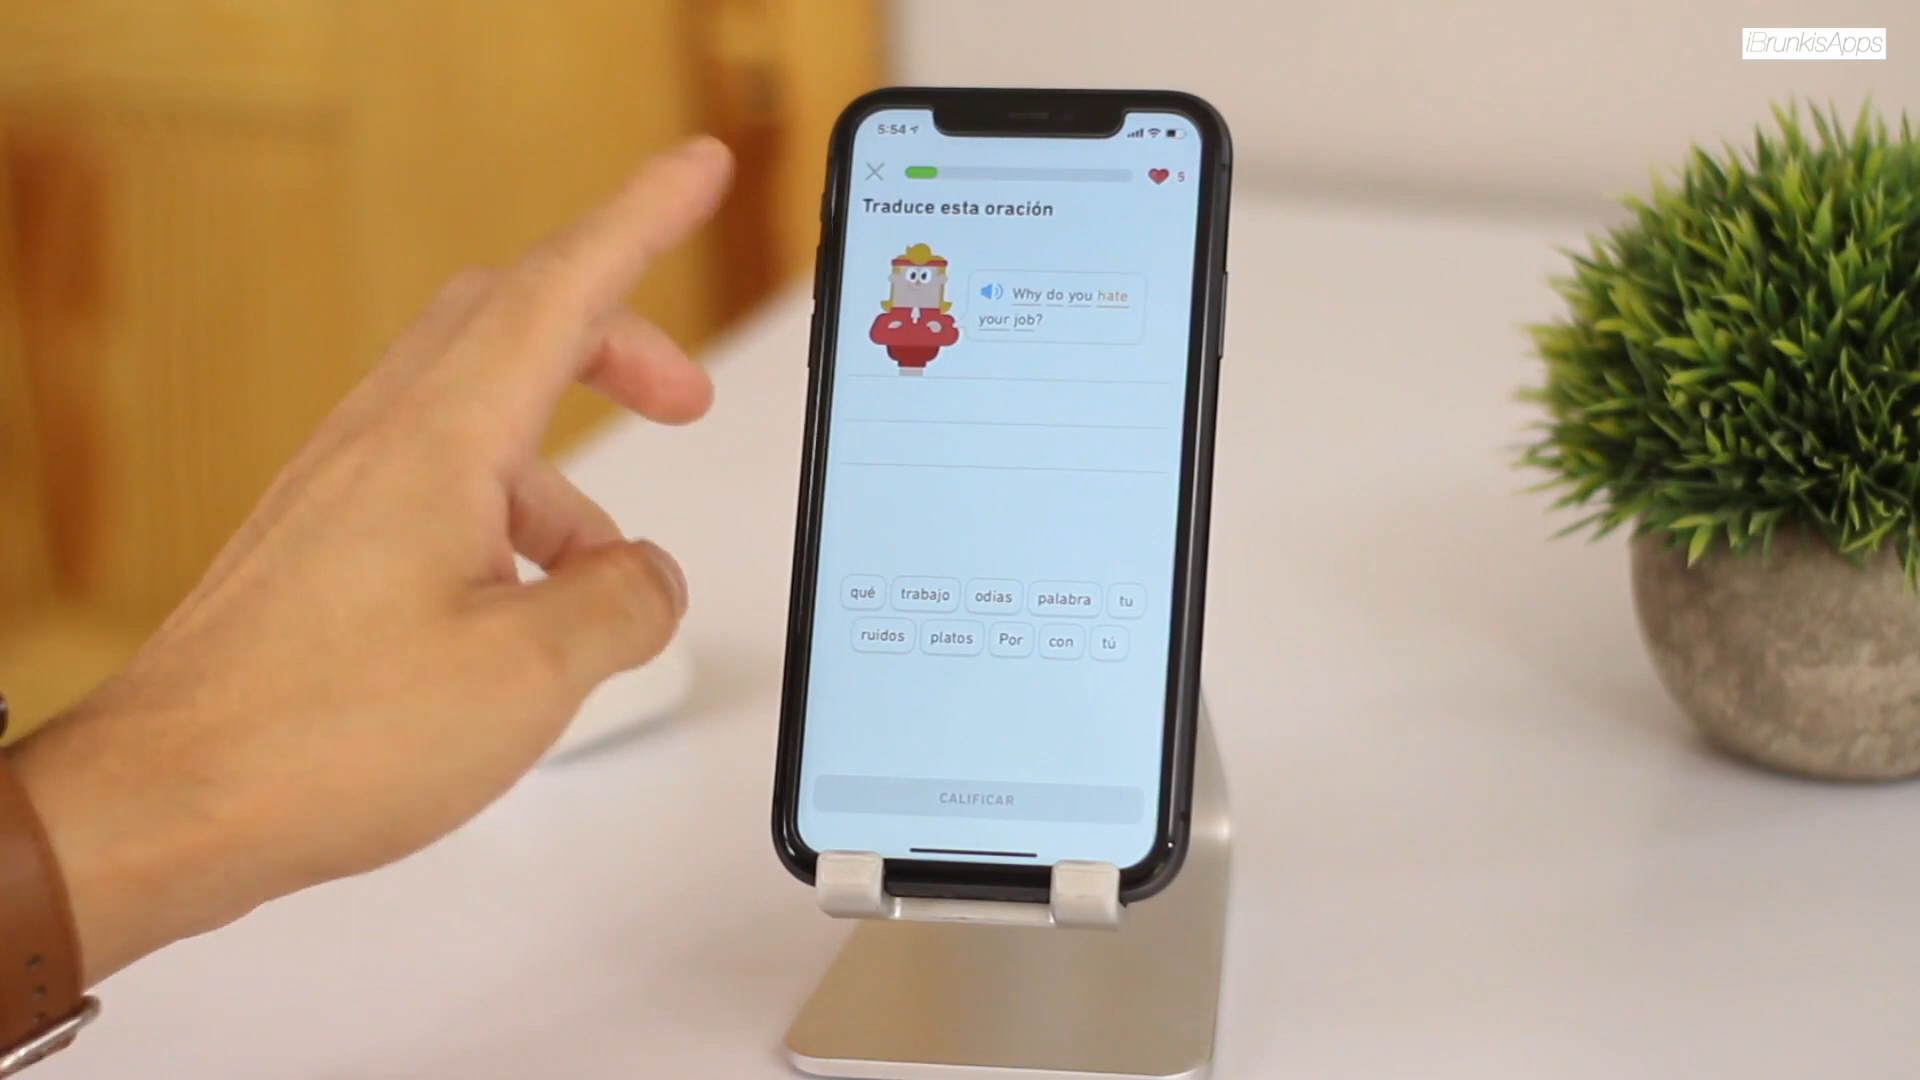 iBrunkisApps
5:54
5
Traduce esta oración
Why do you hate
your job?
qué trabajo odias palabra tu
ruidos platos Por con tú
CALIFICAR